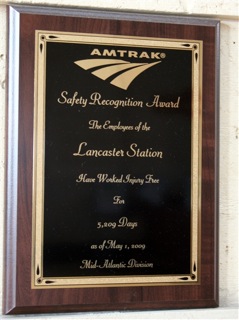 AMTRAK®
Safety Recognition Award
The Employees of the
Lancaster Station
Have Worked Injury Free
For
5,209 Days
as of May 1, 2009
Mid-Atlantic Division